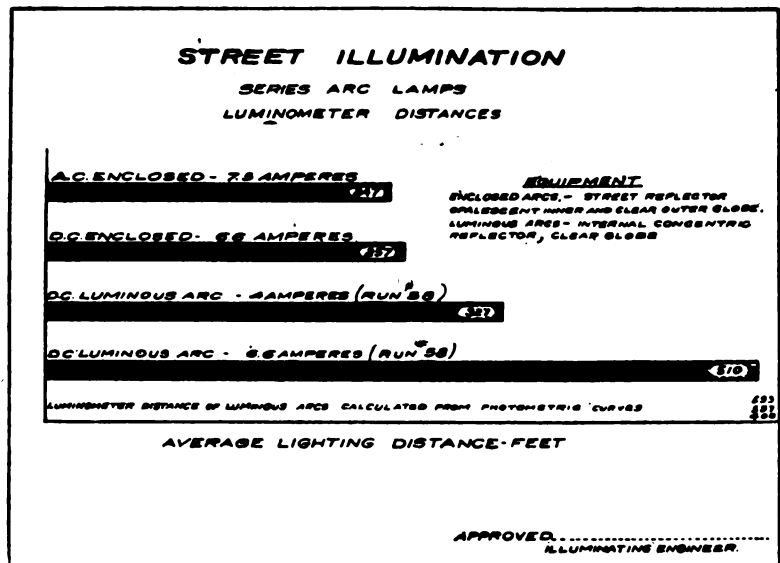 STREET ILLUMINATION
SERIES ARC LAMPS
LUMINOMETER DISTANCES
A.C. ENCLOSED - 7.5 AMPERES
EQUIPMENT
ENCLOSED ARCS. - STREET REFLECTOR
OPALESCENT INNER AND CLEAR OUTER GLOBE.
LUMINOUS ARCS - INTERNAL CONCENTRIC
REFLECTOR, CLEAR GLOBE
D.C. ENCLOSED - 6.6 AMPERES
D.C. LUMINOUS ARC - 4 AMPERES (RUN #
D.C. LUMINOUS ARC - 6.6 AMPERES (RUN #58)
510
LUMINOMETER DISTANCE OF LUMINOUS ARCS CALCULATED FROM PHOTOMETRIC CURVES
AVERAGE LIGHTING DISTANCE-FEET
APPROVED
ILLUMINATING ENGINEER.